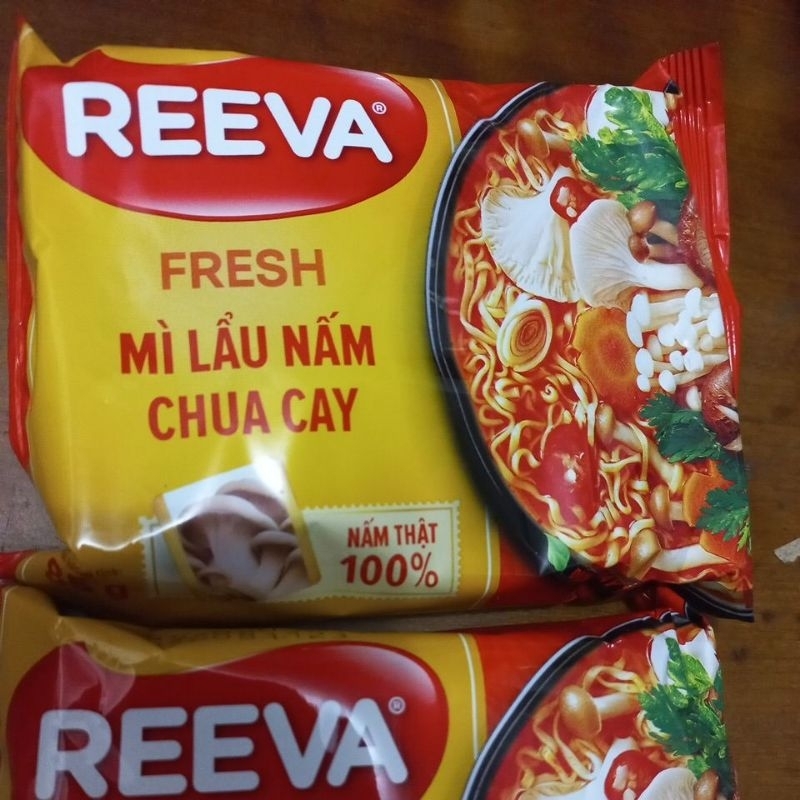 REEVA®
FRESH
MÌ LẨU NẤM
CHUA CAY
NẤM THẬT
100%
REEVA®